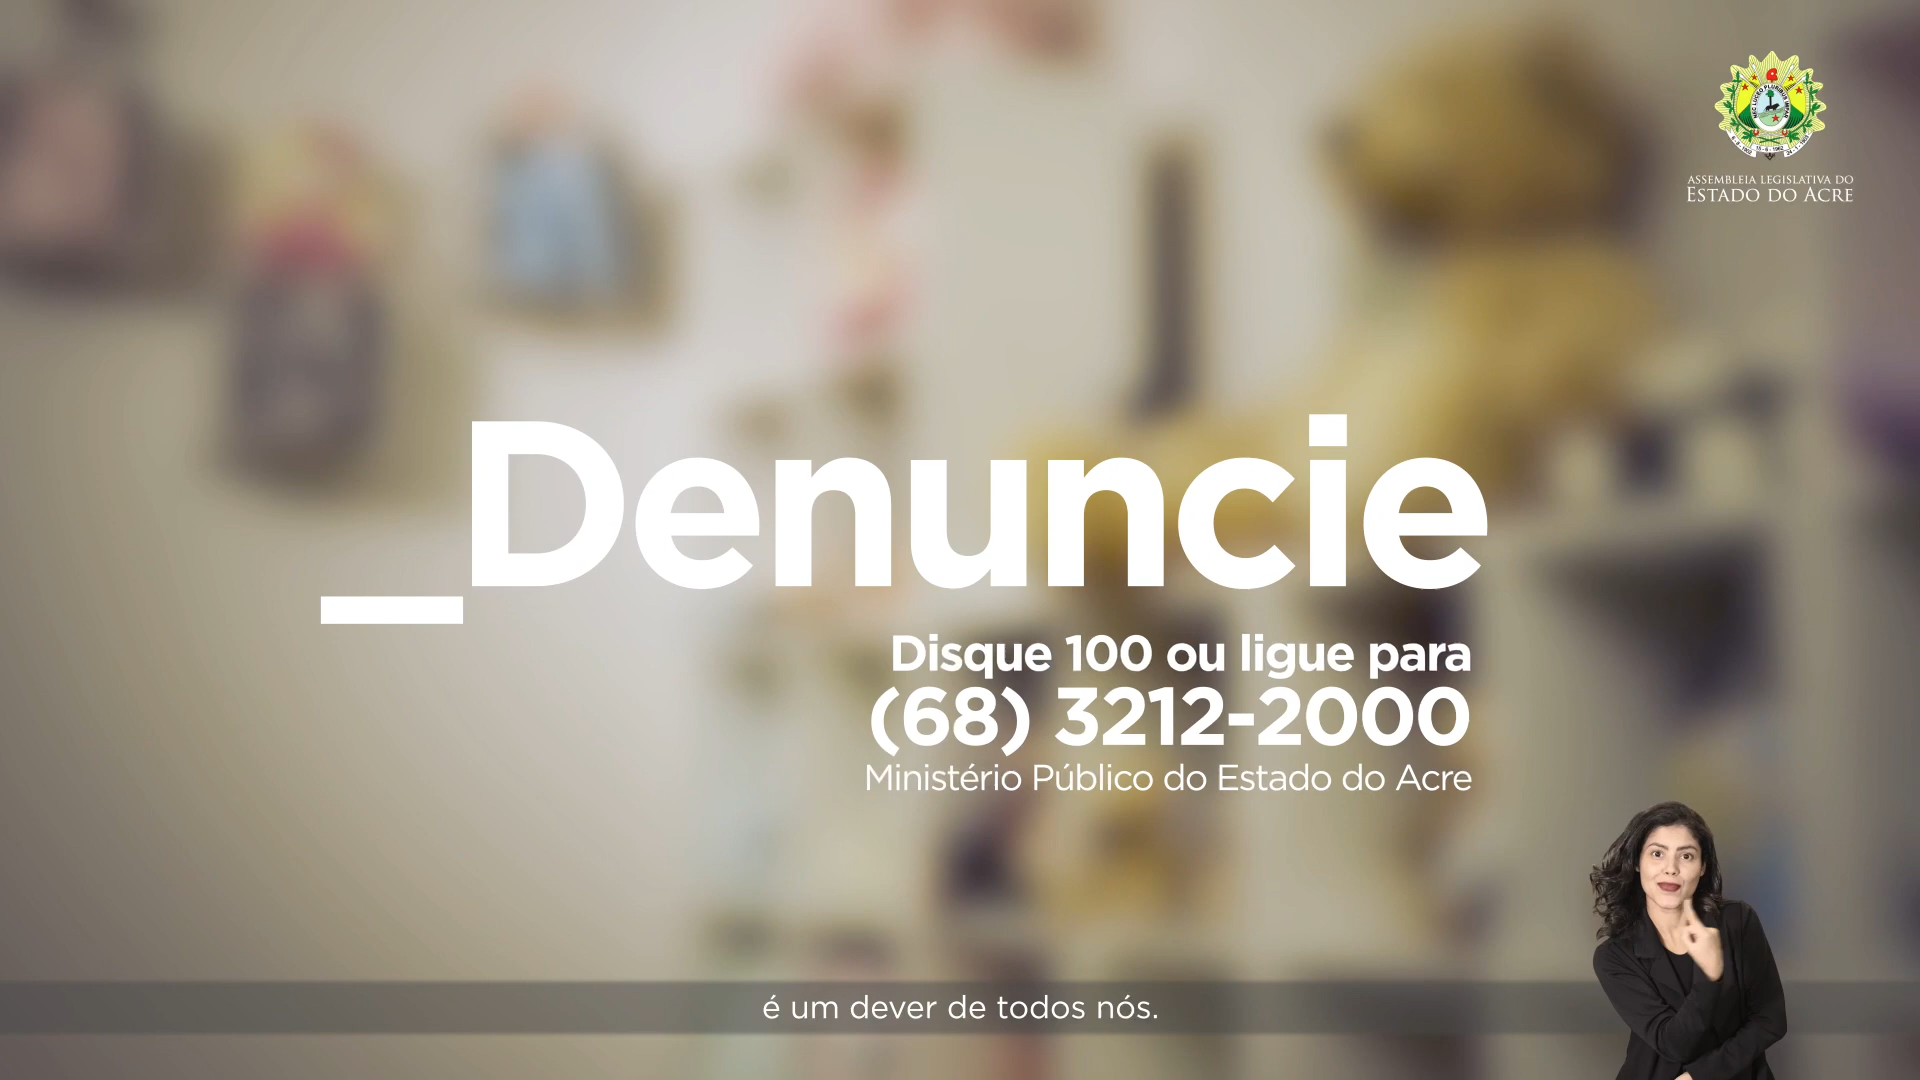 ASSEMBLEIA LEGISLATIVA DO
ESTADO DO ACRE
_Denuncie
Disque 100 ou ligue para
(68) 3212-2000
Ministério Público do Estado do Acre
é um dever de todos nós.